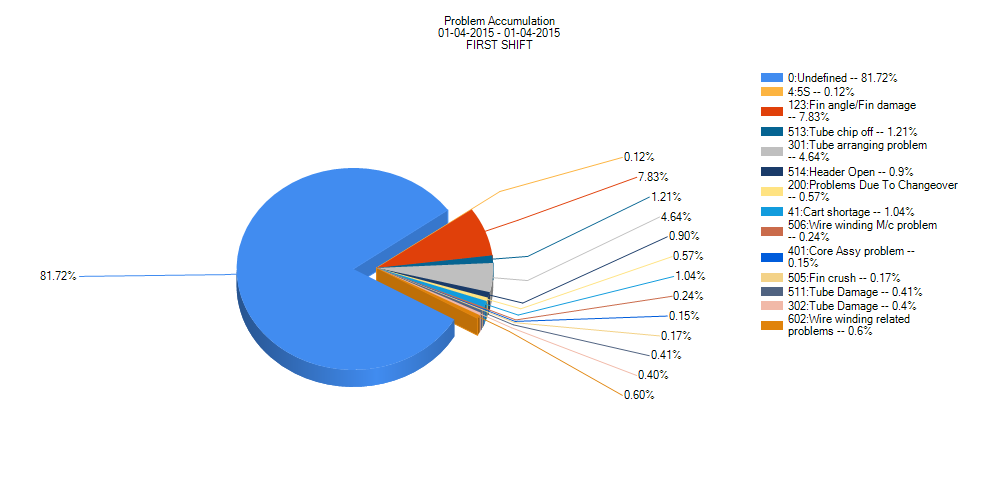 Problem Accumulation
01-04-2015 - 01-04-2015
FIRST SHIFT
0:Undefined -- 81.72%
4:5S -- 0.12%
123:Fin angle/Fin damage
-- 7.83%
513:Tube chip off -- 1.21%
301:Tube arranging problem
-- 4.64%
514:Header Open -- 0.9%
200:Problems Due To Changeover
-- 0.57%
41:Cart shortage -- 1.04%
506:Wire winding M/c problem
-- 0.24%
401:Core Assy problem --
0.15%
505:Fin crush -- 0.17%
511:Tube Damage -- 0.41%
302:Tube Damage -- 0.4%
602:Wire winding related
problems -- 0.6%
0.12%
7.83%
1.21%
4.64%
0.90%
0.57%
1.04%
0.24%
0.15%
0.17%
0.41%
0.40%
0.60%
81.72%